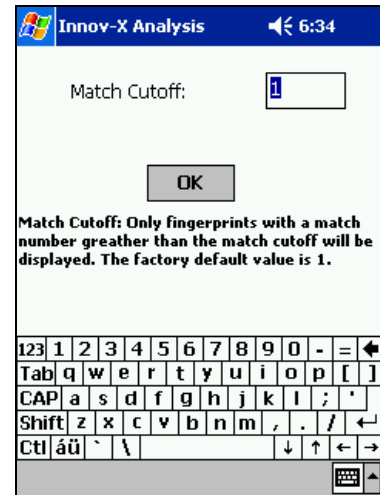 Innov-X Analysis 6:34
Match Cutoff: 1
OK
Match Cutoff: Only fingerprints with a match
number greather than the match cutoff will be
displayed. The factory default value is 1.
123 1 2 3 4 5 6 7 8 9 0 - =
Tab q w e r t y u i o p [ ]
CAP a s d f g h j k l ; '
Shift z x c v b n m , . /
Ctl áü ` \